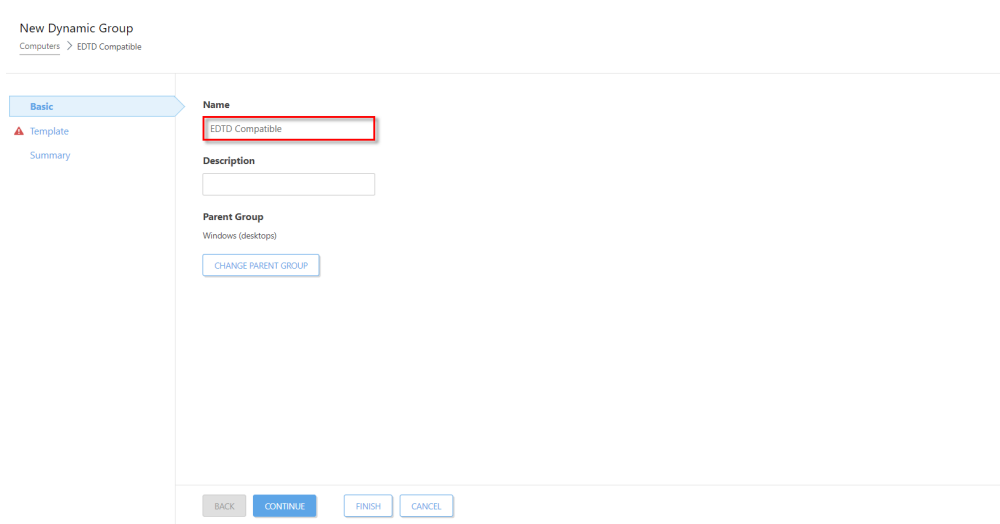 New Dynamic Group
Computers > EDTD Compatible
Basic
Template
Summary
Name
EDTD Compatible
Description
Parent Group
Windows (desktops)
CHANGE PARENT GROUP
BACK CONTINUE FINISH CANCEL